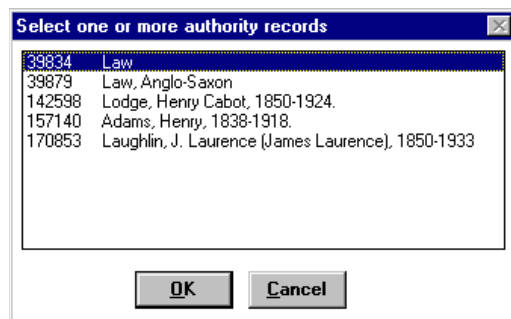 Select one or more authority records
39834 Law
39879 Law, Anglo-Saxon
142598 Lodge, Henry Cabot, 1850-1924.
157140 Adams, Henry, 1838-1918.
170853 Laughlin, J. Laurence (James Laurence), 1850-1933
OK Cancel